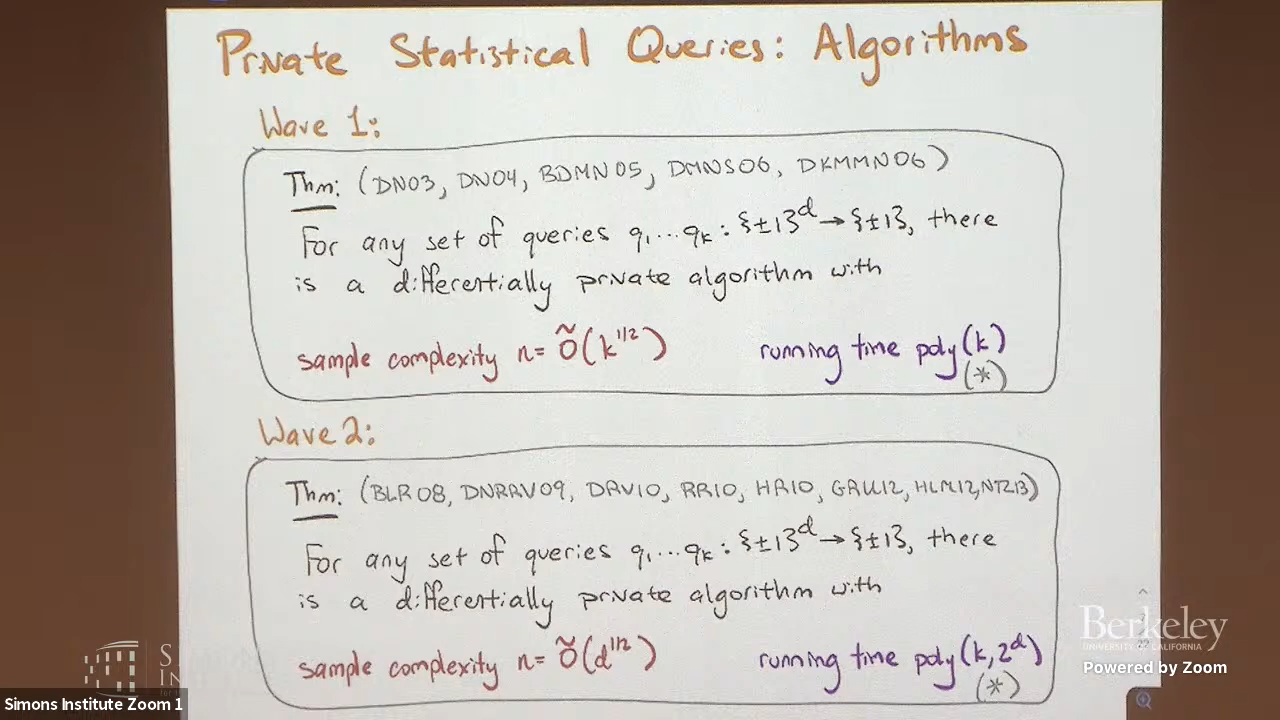 Private Statistical Queries: Algorithms
Wave 1:
Thm: (DN03, DN04, BDMN05, DMNS06, DKMMN06)
For any set of queries q₁...qₖ: {±1}ᵈ → {±1}, there
is a differentially private algorithm with
sample complexity n = Õ(k^{1/2}) running time poly(k)
(*)
Wave 2:
Thm: (BLR08, DNRRV09, DRV10, RR10, HR10, GRU12, HLM12, NTZ13)
For any set of queries q₁...qₖ: {±1}ᵈ → {±1}, there
is a differentially private algorithm with
sample complexity n = Õ(d^{1/2}) running time poly(k, 2ᵈ)
(*)
Berkeley
UNIVERSITY OF CALIFORNIA
Powered by Zoom
Simons Institute Zoom 1